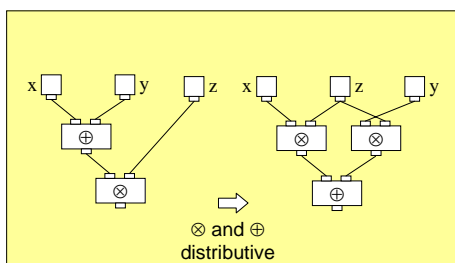 x y z x z y
⊕ ⊗ ⊗
⊗ ⊕
⊗ and ⊕
distributive